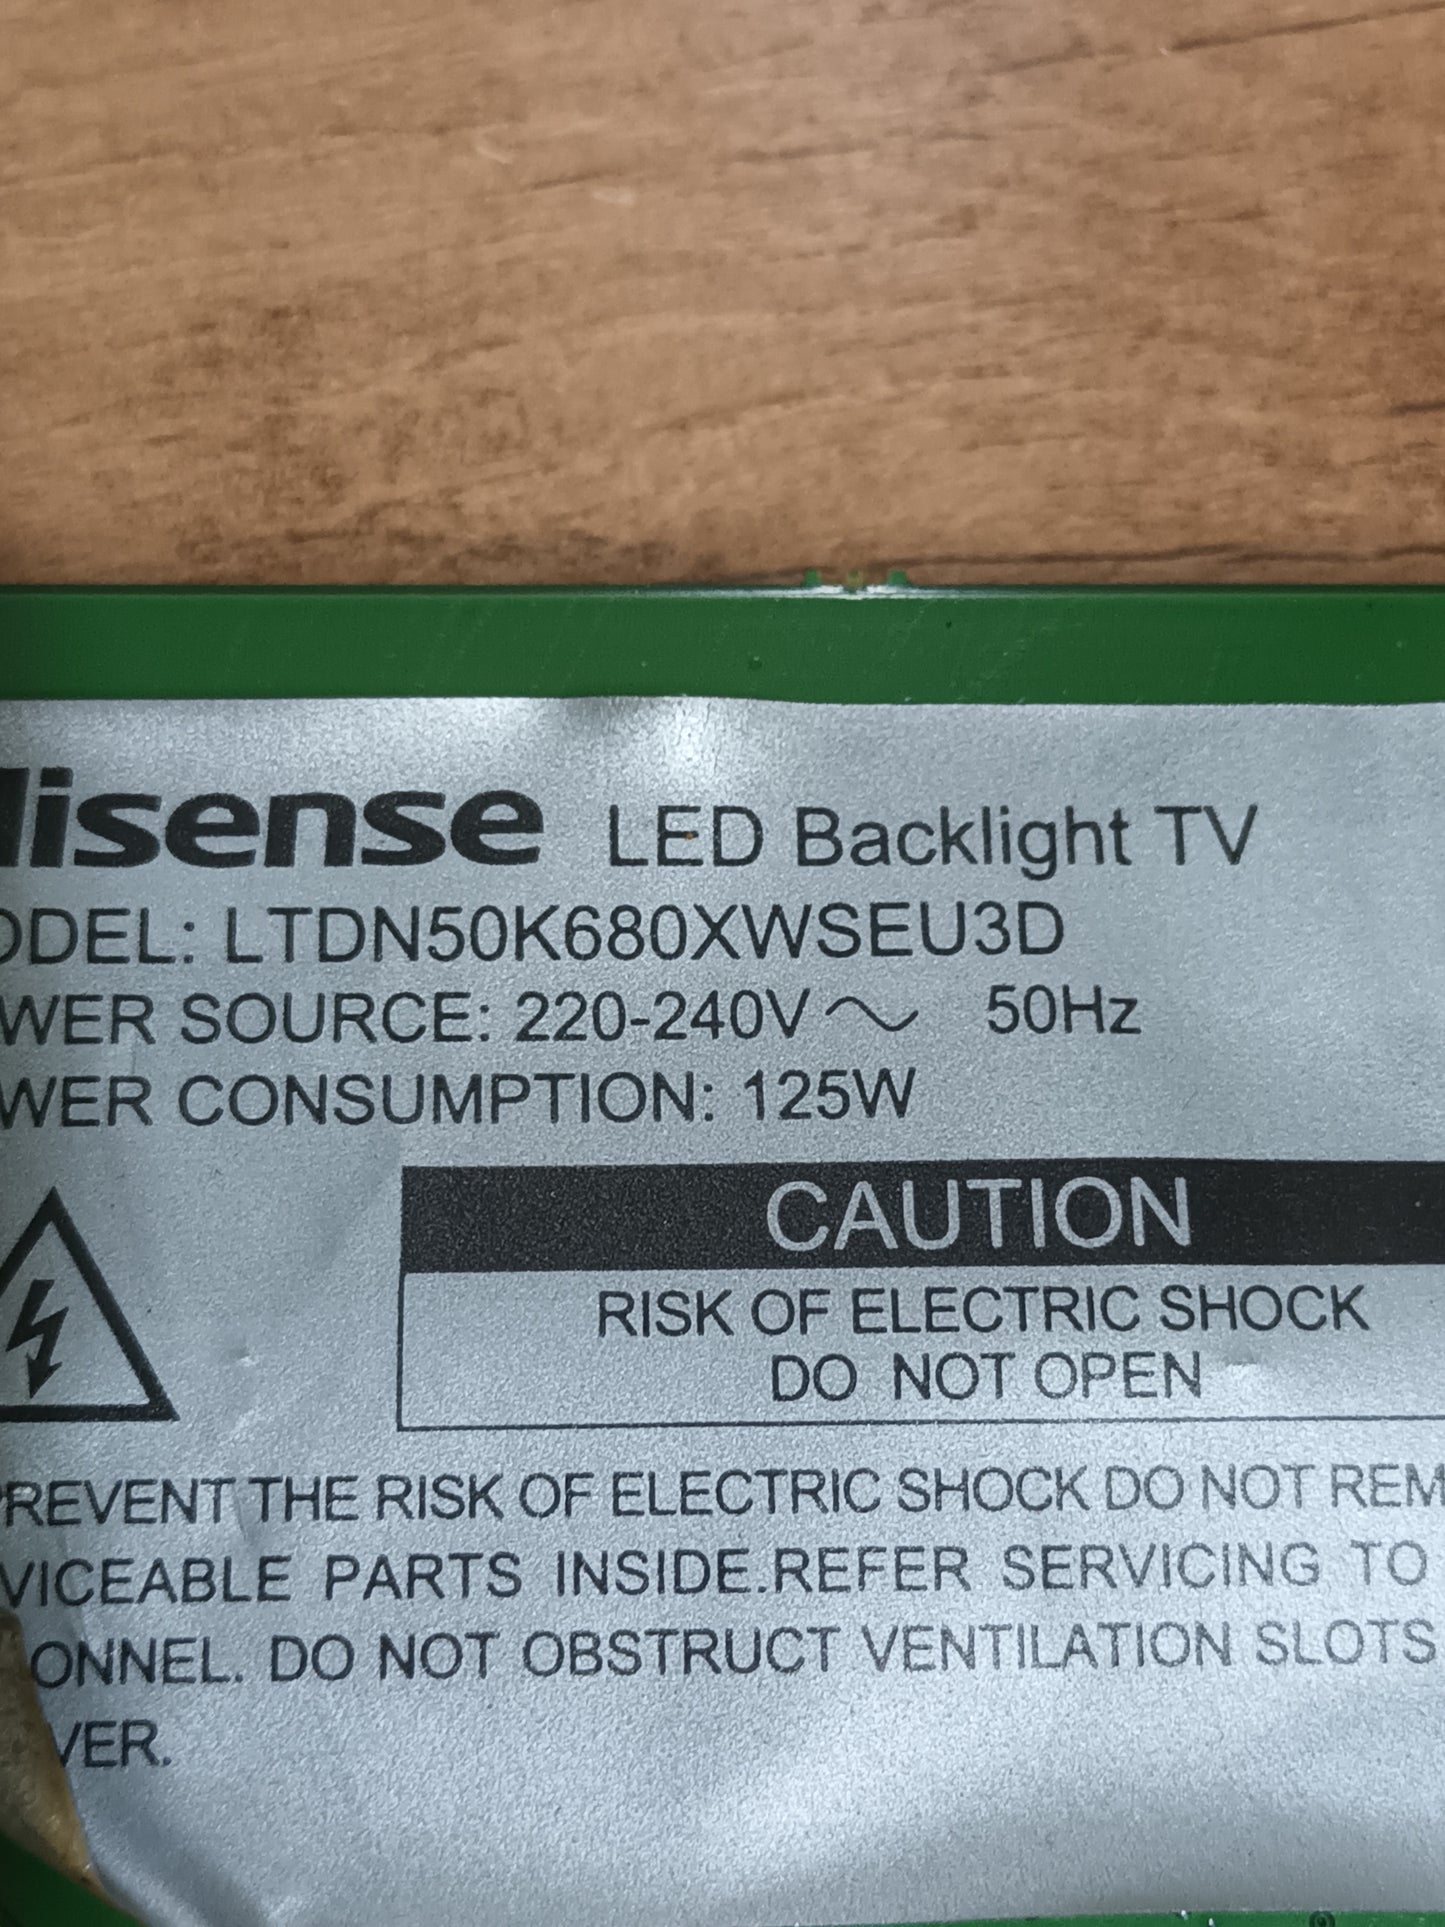 Hisense LED Backlight TV
ODEL: LTDN50K680XWSEU3D
WER SOURCE: 220-240V～ 50Hz
WER CONSUMPTION: 125W
CAUTION
RISK OF ELECTRIC SHOCK
DO NOT OPEN
PREVENT THE RISK OF ELECTRIC SHOCK DO NOT REM
VICEABLE PARTS INSIDE.REFER SERVICING TO
ONNEL. DO NOT OBSTRUCT VENTILATION SLOTS
VER.